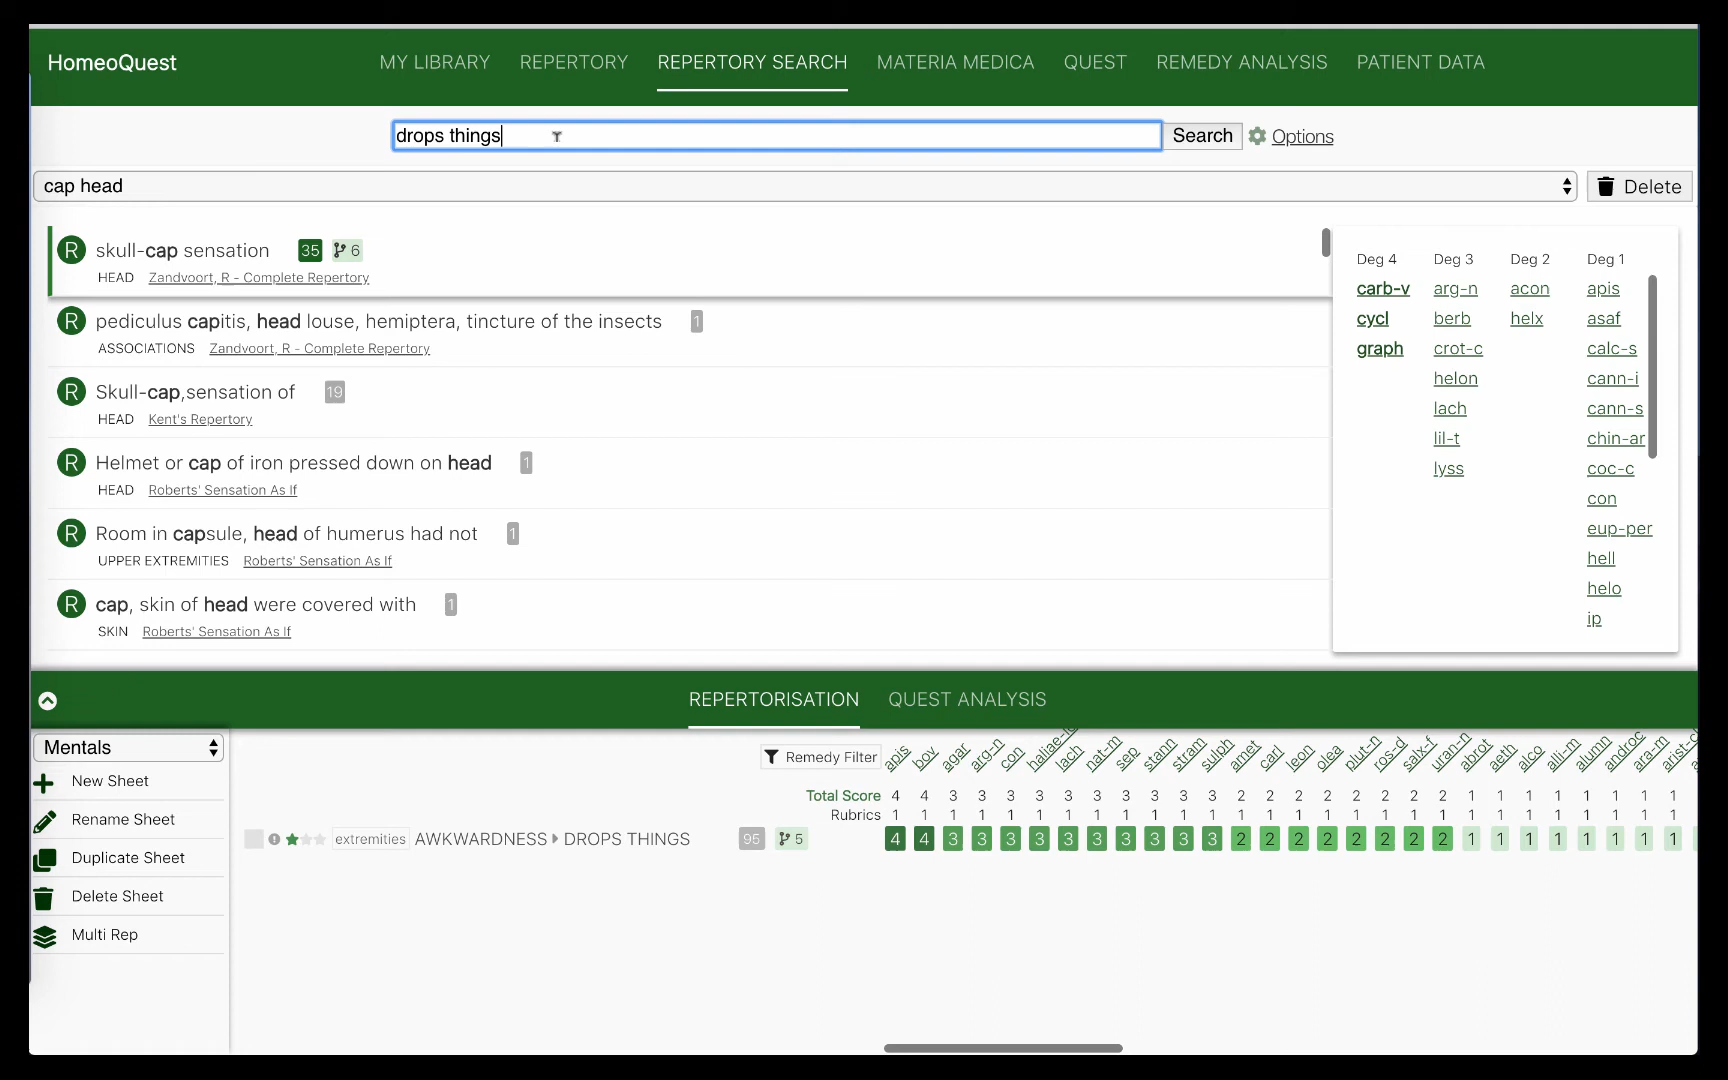 HomeoQuest MY LIBRARY REPERTORY REPERTORY SEARCH MATERIA MEDICA QUEST REMEDY ANALYSIS PATIENT DATA
drops things Search Options
cap head Delete
R skull-cap sensation 35 6
HEAD Zandvoort, R - Complete Repertory
R pediculus capitis, head louse, hemiptera, tincture of the insects 1
ASSOCIATIONS Zandvoort, R - Complete Repertory
R Skull-cap,sensation of 19
HEAD Kent's Repertory
R Helmet or cap of iron pressed down on head 1
HEAD Roberts' Sensation As If
R Room in capsule, head of humerus had not 1
UPPER EXTREMITIES Roberts' Sensation As If
R cap, skin of head were covered with 1
SKIN Roberts' Sensation As If
Deg 4 Deg 3 Deg 2 Deg 1
carb-v arg-n acon apis
cycl berb helx asaf
graph crot-c calc-s
helon cann-i
lach cann-s
lil-t chin-ar
lyss coc-c
con
eup-per
hell
helo
ip
REPERTORISATION QUEST ANALYSIS
Mentals
New Sheet
Rename Sheet
Duplicate Sheet
Delete Sheet
Multi Rep
Remedy Filter apis bov agar arg-n con lach nat-m sep stann stram sulph amet carl leon olea plut-n ros-d salx-f uran-n abrot aeth alco all-m alumn androc ara-m
Total Score 4 4 3 3 3 3 3 3 3 3 3 3 2 2 2 2 2 2 2 2 1 1 1 1 1 1 1 1
Rubrics 1 1 1 1 1 1 1 1 1 1 1 1 1 1 1 1 1 1 1 1 1 1 1 1 1 1 1 1
extremities AWKWARDNESS DROPS THINGS 95 5 4 4 3 3 3 3 3 3 3 3 3 3 2 2 2 2 2 2 2 2 1 1 1 1 1 1 1 1